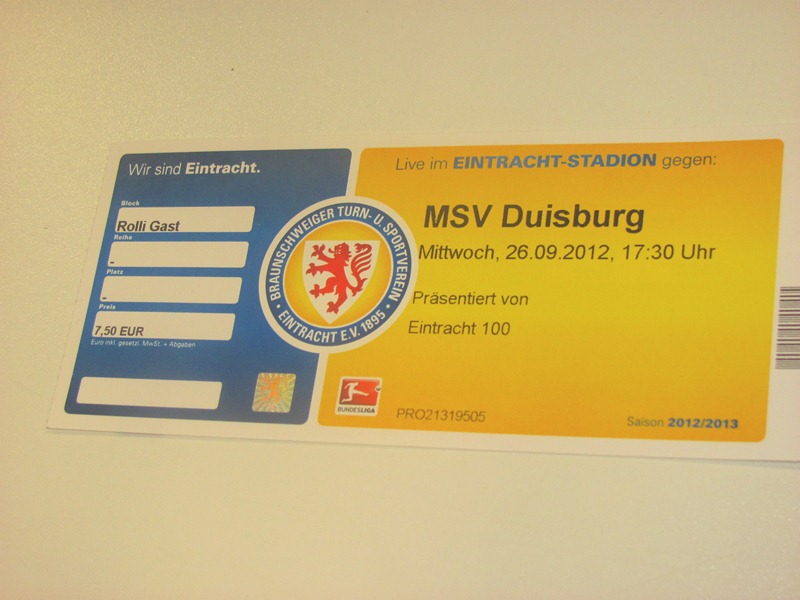 Wir sind Eintracht.
Block
Rolli Gast
Reihe
-
Platz
-
Preis
7,50 EUR
Euro inkl. gesetzl. MwSt. + Abgaben
BRAUNSCHWEIGER TURN- U. SPORTVEREIN
EINTRACHT E.V. 1895
Live im EINTRACHT-STADION gegen:
MSV Duisburg
Mittwoch, 26.09.2012, 17:30 Uhr
Präsentiert von
Eintracht 100
BUNDESLIGA
PRO21319505
Saison 2012/2013